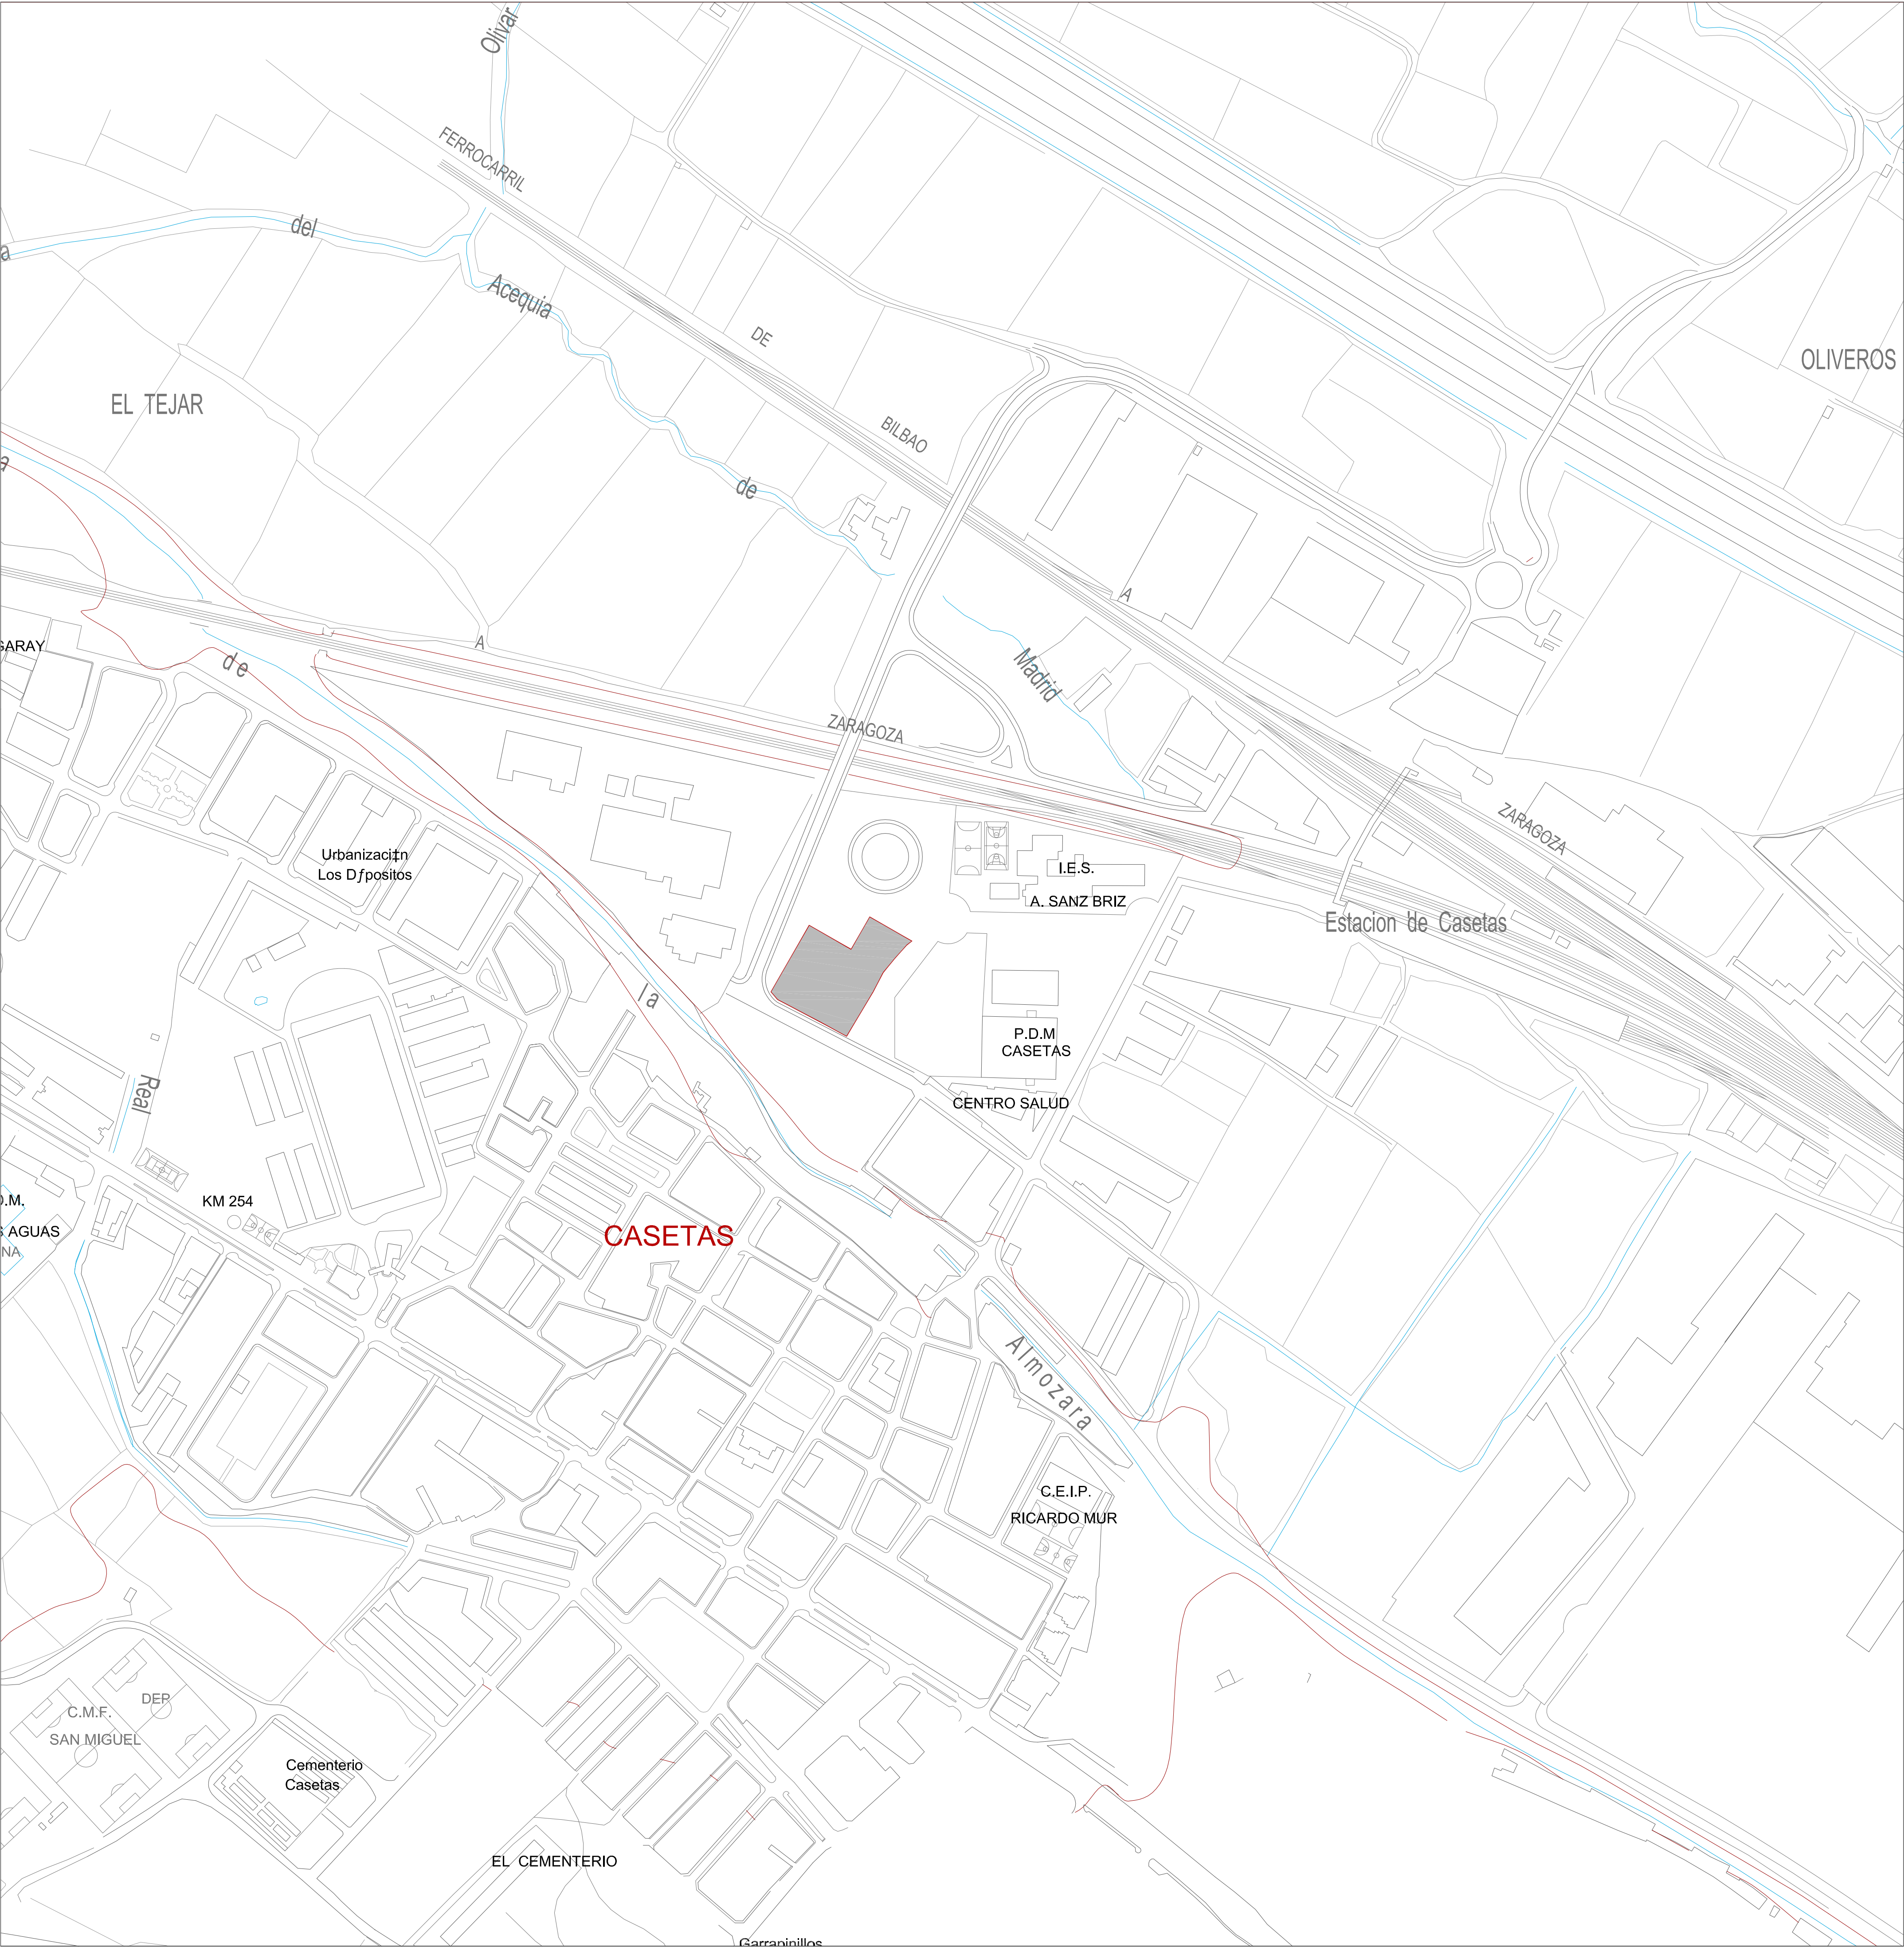 Olivar
FERROCARRIL
del
Acequia
DE
OLIVEROS
EL TEJAR
BILBAO
de
A
A
GARAY
de
Madrid
ZARAGOZA
ZARAGOZA
Urbanizaci‡n
Los Dƒpositos
I.E.S.
A. SANZ BRIZ
Estacion de Casetas
la
P.D.M
CASETAS
Real
CENTRO SALUD
KM 254
AGUAS
CASETAS
Almozara
C.E.I.P.
RICARDO MUR
DEP
C.M.F.
SAN MIGUEL
Cementerio
Casetas
EL CEMENTERIO
Garrapinillos